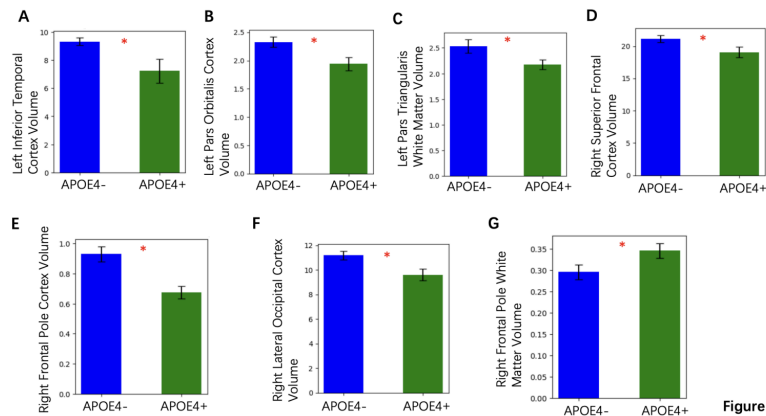 A
Left Inferior Temporal
Cortex Volume
10
8
6
4
2
0
*
APOE4-
APOE4+
B
Left Pars Orbitalis Cortex
Volume
2.5
2.0
1.5
1.0
0.5
0.0
*
APOE4-
APOE4+
C
Left Pars Triangularis
White Matter Volume
2.5
2.0
1.5
1.0
0.5
0.0
*
APOE4-
APOE4+
D
Right Superior Frontal
Cortex Volume
20
15
10
5
0
*
APOE4-
APOE4+
E
Right Frontal Pole Cortex Volume
1.0
0.8
0.6
0.4
0.2
0.0
*
APOE4-
APOE4+
F
Right Lateral Occipital Cortex
Volume
12
10
8
6
4
2
0
*
APOE4-
APOE4+
G
Right Frontal Pole White
Matter Volume
0.35
0.30
0.25
0.20
0.15
0.10
0.05
0.00
*
APOE4-
APOE4+
Figure